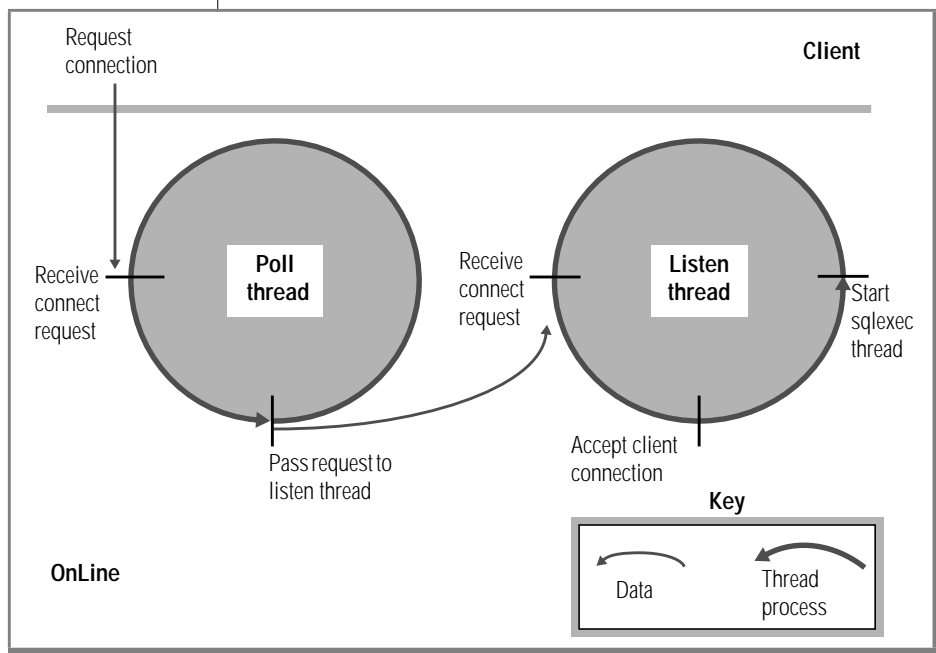 Request
connection
Client
Receive
connect
request
Poll
thread
Receive
connect
request
Listen
thread
Start
sqlexec
thread
Pass request to
listen thread
Accept client
connection
Key
OnLine
Data
Thread
process